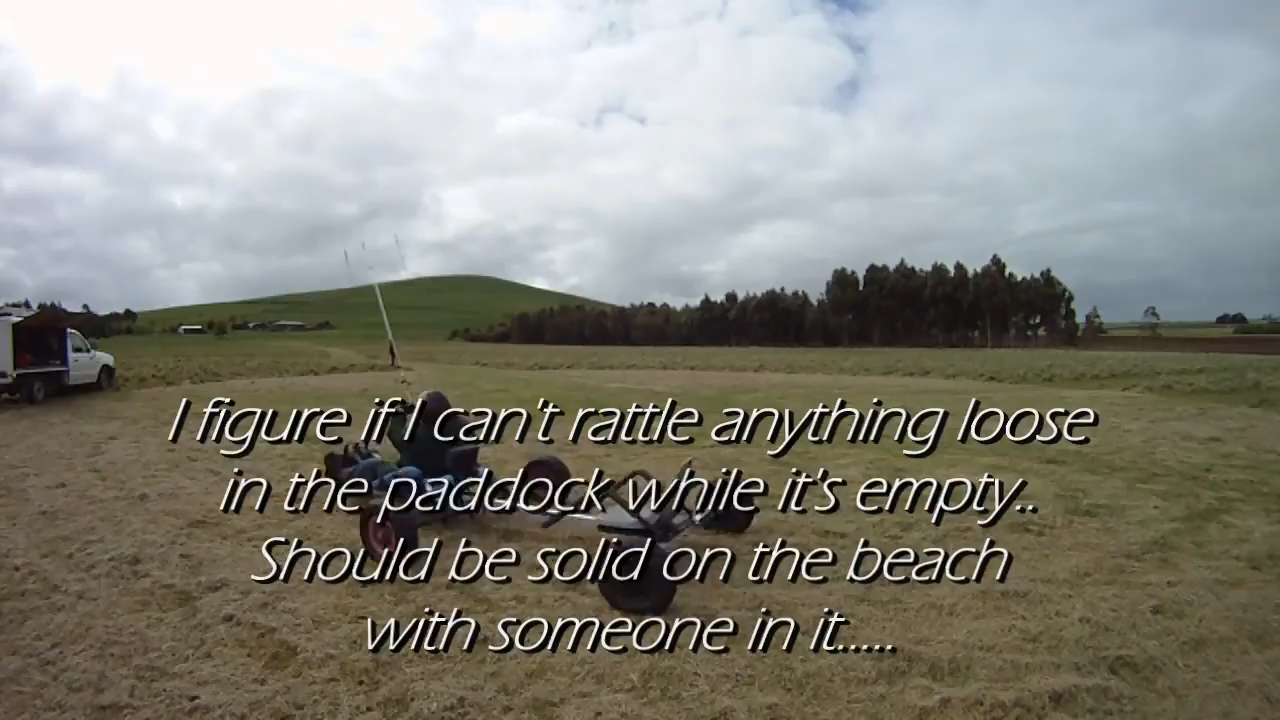 I figure if I can't rattle anything loose
in the paddock while it's empty..
Should be solid on the beach
with someone in it.....